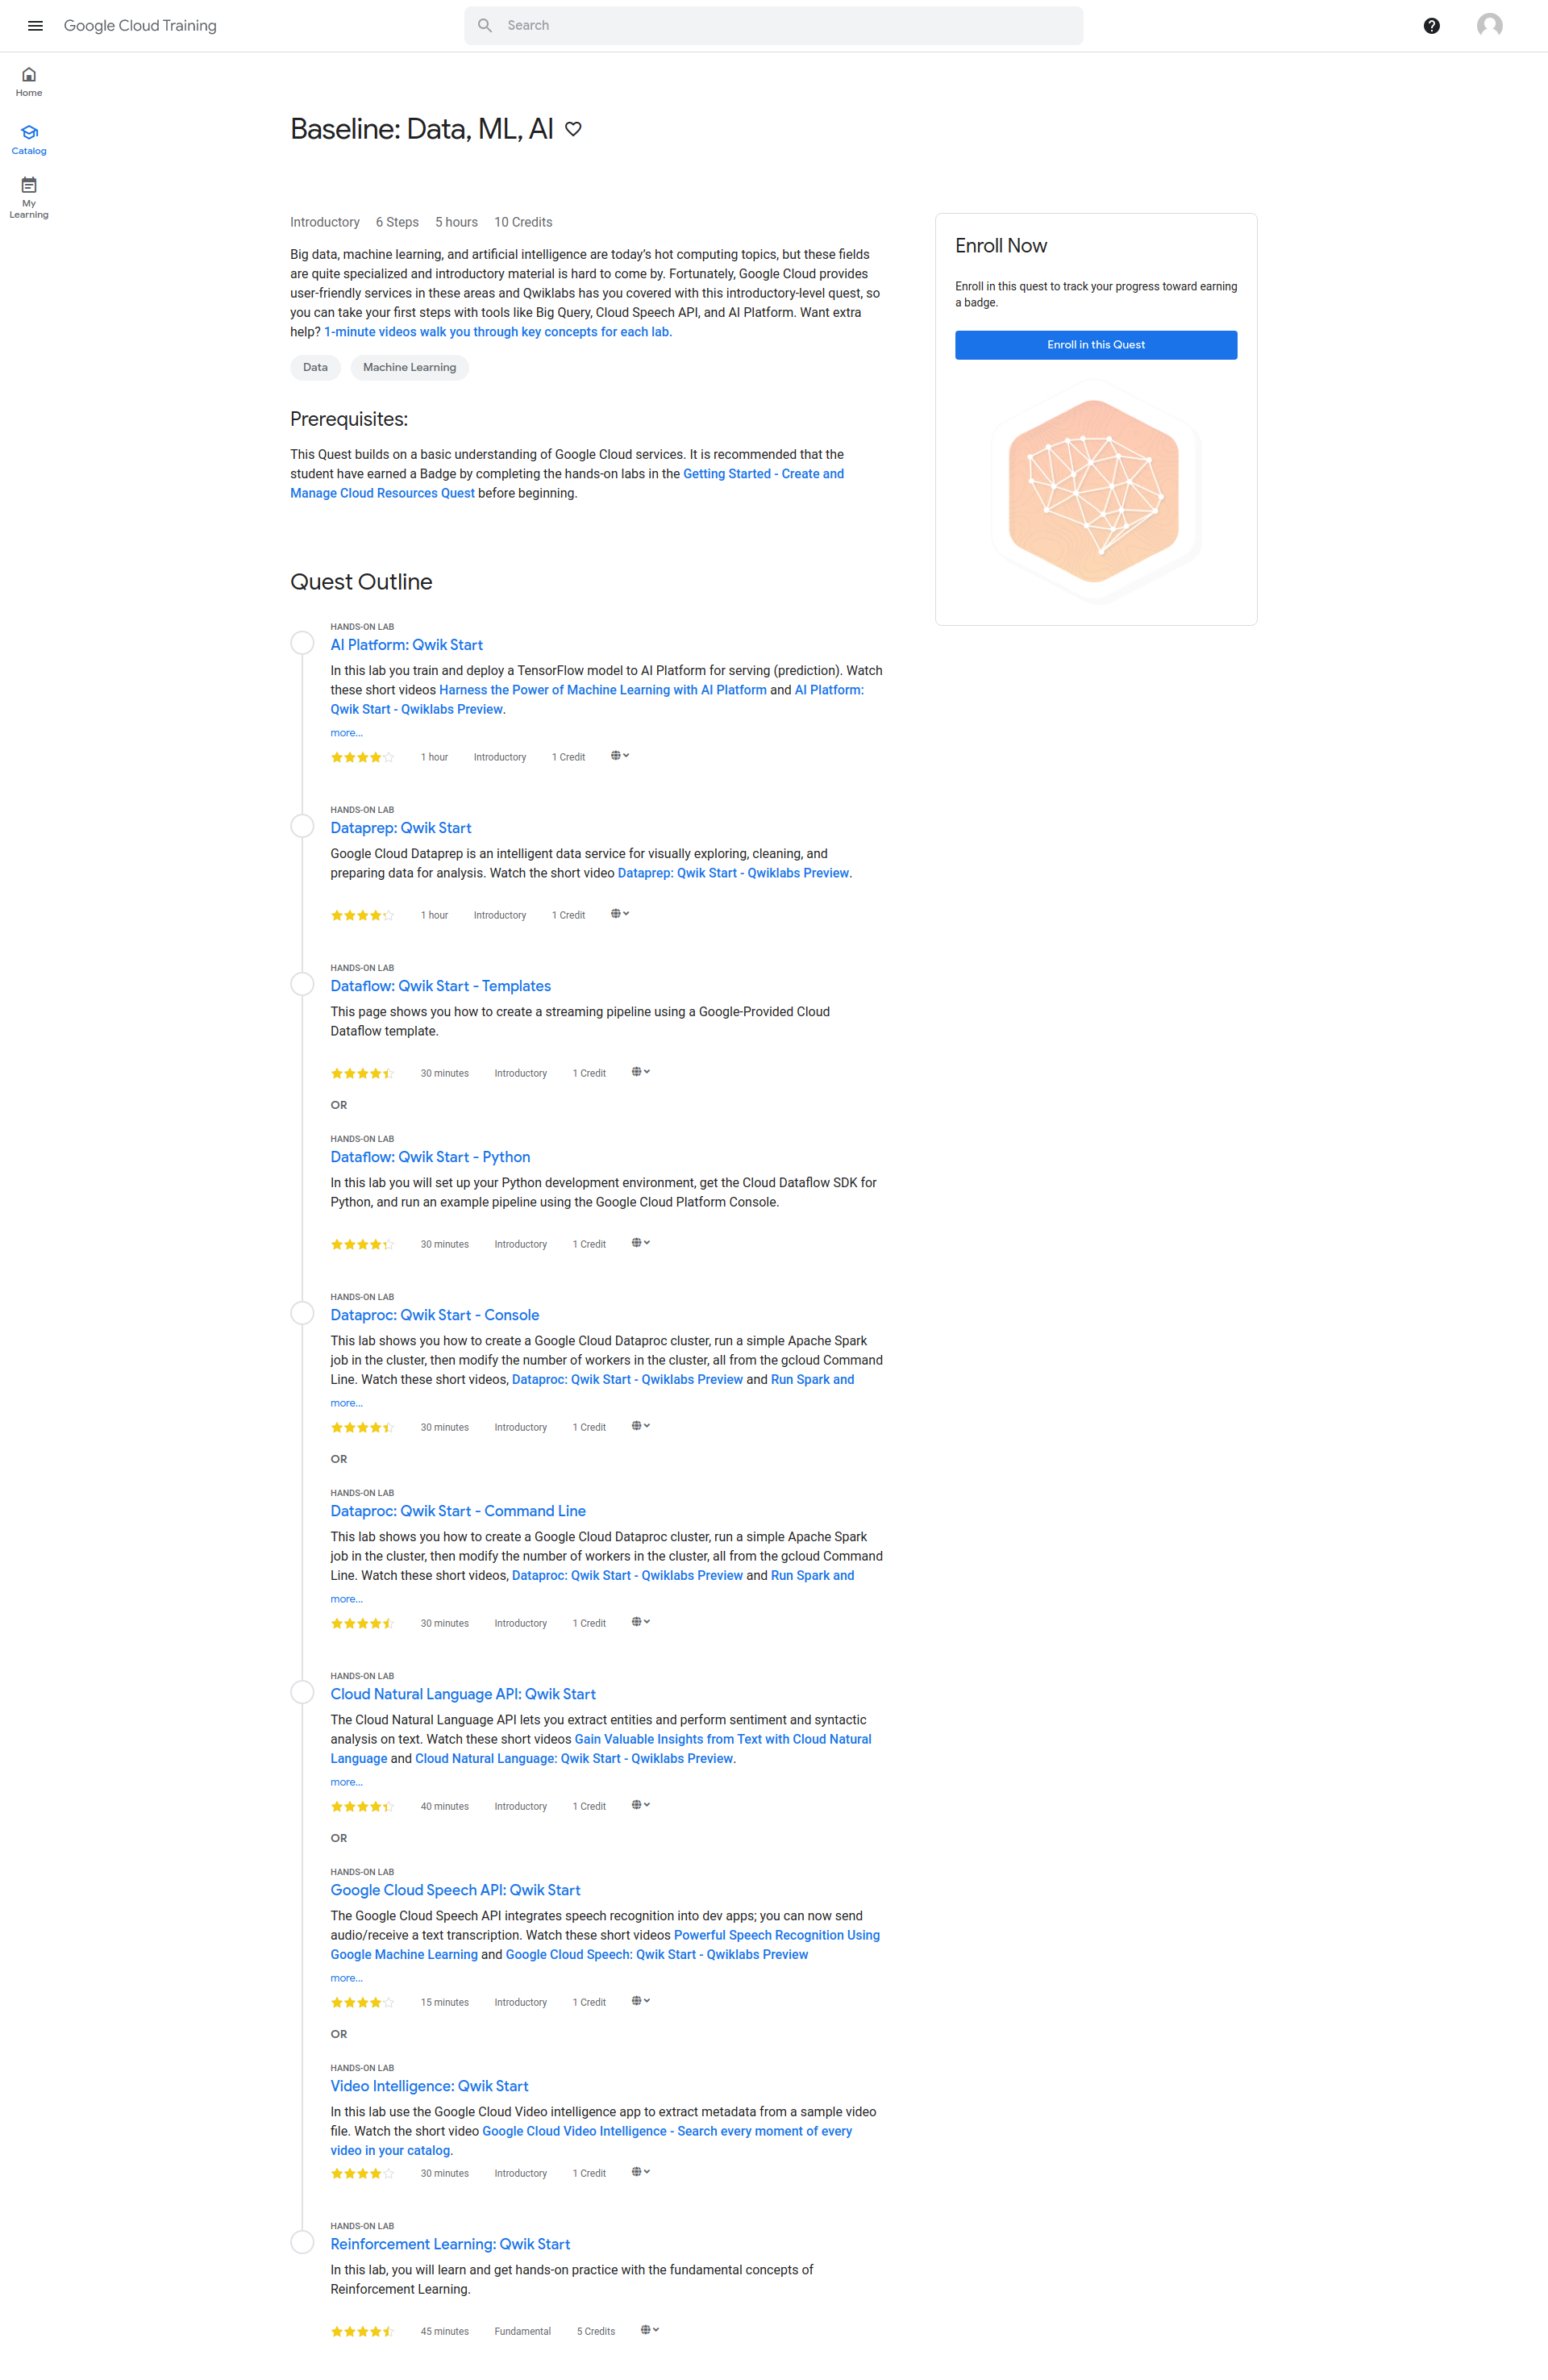 Google Cloud Training
Search
Home
Catalog
My
Learning
Baseline: Data, ML, AI
Introductory 6 Steps 5 hours 10 Credits
Big data, machine learning, and artificial intelligence are today's hot computing topics, but these fields
are quite specialized and introductory material is hard to come by. Fortunately, Google Cloud provides
user-friendly services in these areas and Qwiklabs has you covered with this introductory-level quest, so
you can take your first steps with tools like Big Query, Cloud Speech API, and AI Platform. Want extra
help? 1-minute videos walk you through key concepts for each lab.
Data Machine Learning
Prerequisites:
This Quest builds on a basic understanding of Google Cloud services. It is recommended that the
student have earned a Badge by completing the hands-on labs in the Getting Started - Create and
Manage Cloud Resources Quest before beginning.
Enroll Now
Enroll in this quest to track your progress toward earning
a badge.
Enroll in this Quest
Quest Outline
HANDS-ON LAB
AI Platform: Qwik Start
In this lab you train and deploy a TensorFlow model to AI Platform for serving (prediction). Watch
these short videos Harness the Power of Machine Learning with AI Platform and AI Platform:
Qwik Start - Qwiklabs Preview.
more...
1 hour Introductory 1 Credit
HANDS-ON LAB
Dataprep: Qwik Start
Google Cloud Dataprep is an intelligent data service for visually exploring, cleaning, and
preparing data for analysis. Watch the short video Dataprep: Qwik Start - Qwiklabs Preview.
1 hour Introductory 1 Credit
HANDS-ON LAB
Dataflow: Qwik Start - Templates
This page shows you how to create a streaming pipeline using a Google-Provided Cloud
Dataflow template.
30 minutes Introductory 1 Credit
OR
HANDS-ON LAB
Dataflow: Qwik Start - Python
In this lab you will set up your Python development environment, get the Cloud Dataflow SDK for
Python, and run an example pipeline using the Google Cloud Platform Console.
30 minutes Introductory 1 Credit
HANDS-ON LAB
Dataproc: Qwik Start - Console
This lab shows you how to create a Google Cloud Dataproc cluster, run a simple Apache Spark
job in the cluster, then modify the number of workers in the cluster, all from the gcloud Command
Line. Watch these short videos, Dataproc: Qwik Start - Qwiklabs Preview and Run Spark and
more...
30 minutes Introductory 1 Credit
OR
HANDS-ON LAB
Dataproc: Qwik Start - Command Line
This lab shows you how to create a Google Cloud Dataproc cluster, run a simple Apache Spark
job in the cluster, then modify the number of workers in the cluster, all from the gcloud Command
Line. Watch these short videos, Dataproc: Qwik Start - Qwiklabs Preview and Run Spark and
more...
30 minutes Introductory 1 Credit
HANDS-ON LAB
Cloud Natural Language API: Qwik Start
The Cloud Natural Language API lets you extract entities and perform sentiment and syntactic
analysis on text. Watch these short videos Gain Valuable Insights from Text with Cloud Natural
Language and Cloud Natural Language: Qwik Start - Qwiklabs Preview.
more...
40 minutes Introductory 1 Credit
OR
HANDS-ON LAB
Google Cloud Speech API: Qwik Start
The Google Cloud Speech API integrates speech recognition into dev apps; you can now send
audio/receive a text transcription. Watch these short videos Powerful Speech Recognition Using
Google Machine Learning and Google Cloud Speech: Qwik Start - Qwiklabs Preview
more...
15 minutes Introductory 1 Credit
OR
HANDS-ON LAB
Video Intelligence: Qwik Start
In this lab use the Google Cloud Video intelligence app to extract metadata from a sample video
file. Watch the short video Google Cloud Video Intelligence - Search every moment of every
video in your catalog.
30 minutes Introductory 1 Credit
HANDS-ON LAB
Reinforcement Learning: Qwik Start
In this lab, you will learn and get hands-on practice with the fundamental concepts of
Reinforcement Learning.
45 minutes Fundamental 5 Credits